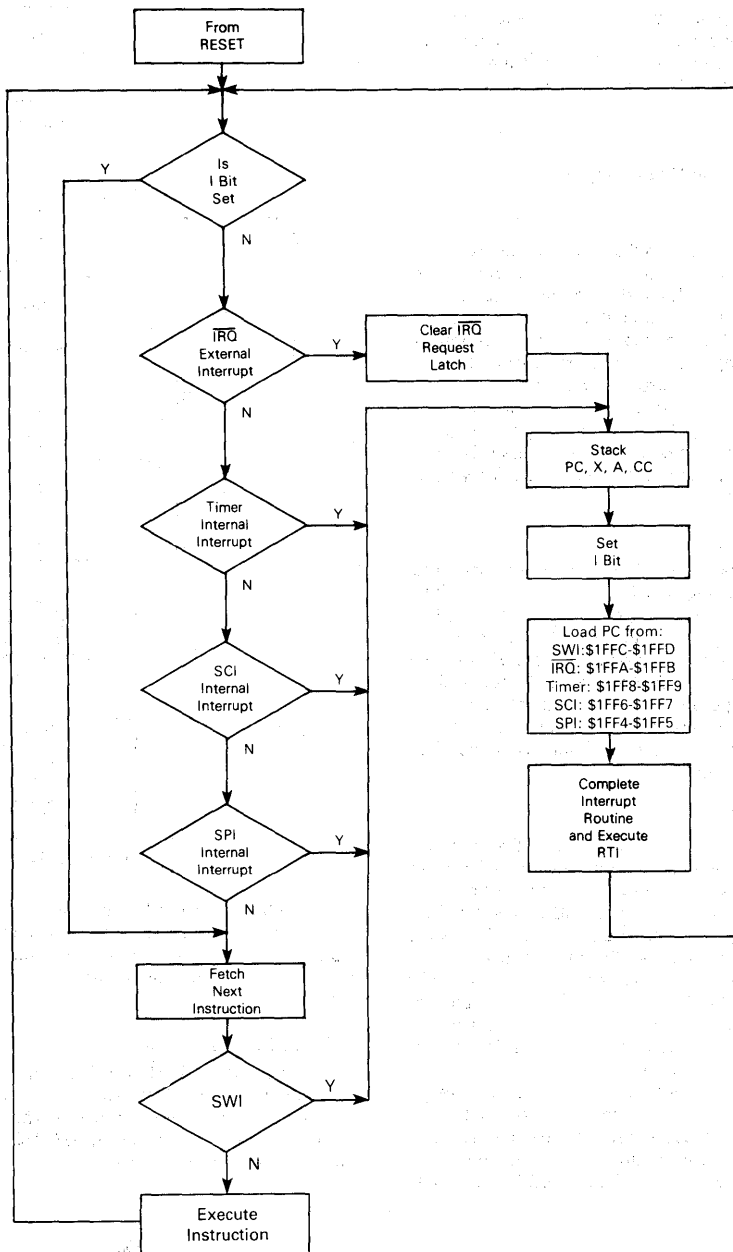 From
RESET
Is
I Bit
Set
Y
N
IRQ
External
Interrupt
Y
N
Clear IRQ
Request
Latch
Stack
PC, X, A, CC
Timer
Internal
Interrupt
Y
N
Set
I Bit
Load PC from:
SWI:$1FFC-$1FFD
IRQ: $1FFA-$1FFB
Timer: $1FF8-$1FF9
SCI: $1FF6-$1FF7
SPI: $1FF4-$1FF5
SCI
Internal
Interrupt
Y
N
Complete
Interrupt
Routine
and Execute
RTI
SPI
Internal
Interrupt
Y
N
Fetch
Next
Instruction
SWI
Y
N
Execute
Instruction